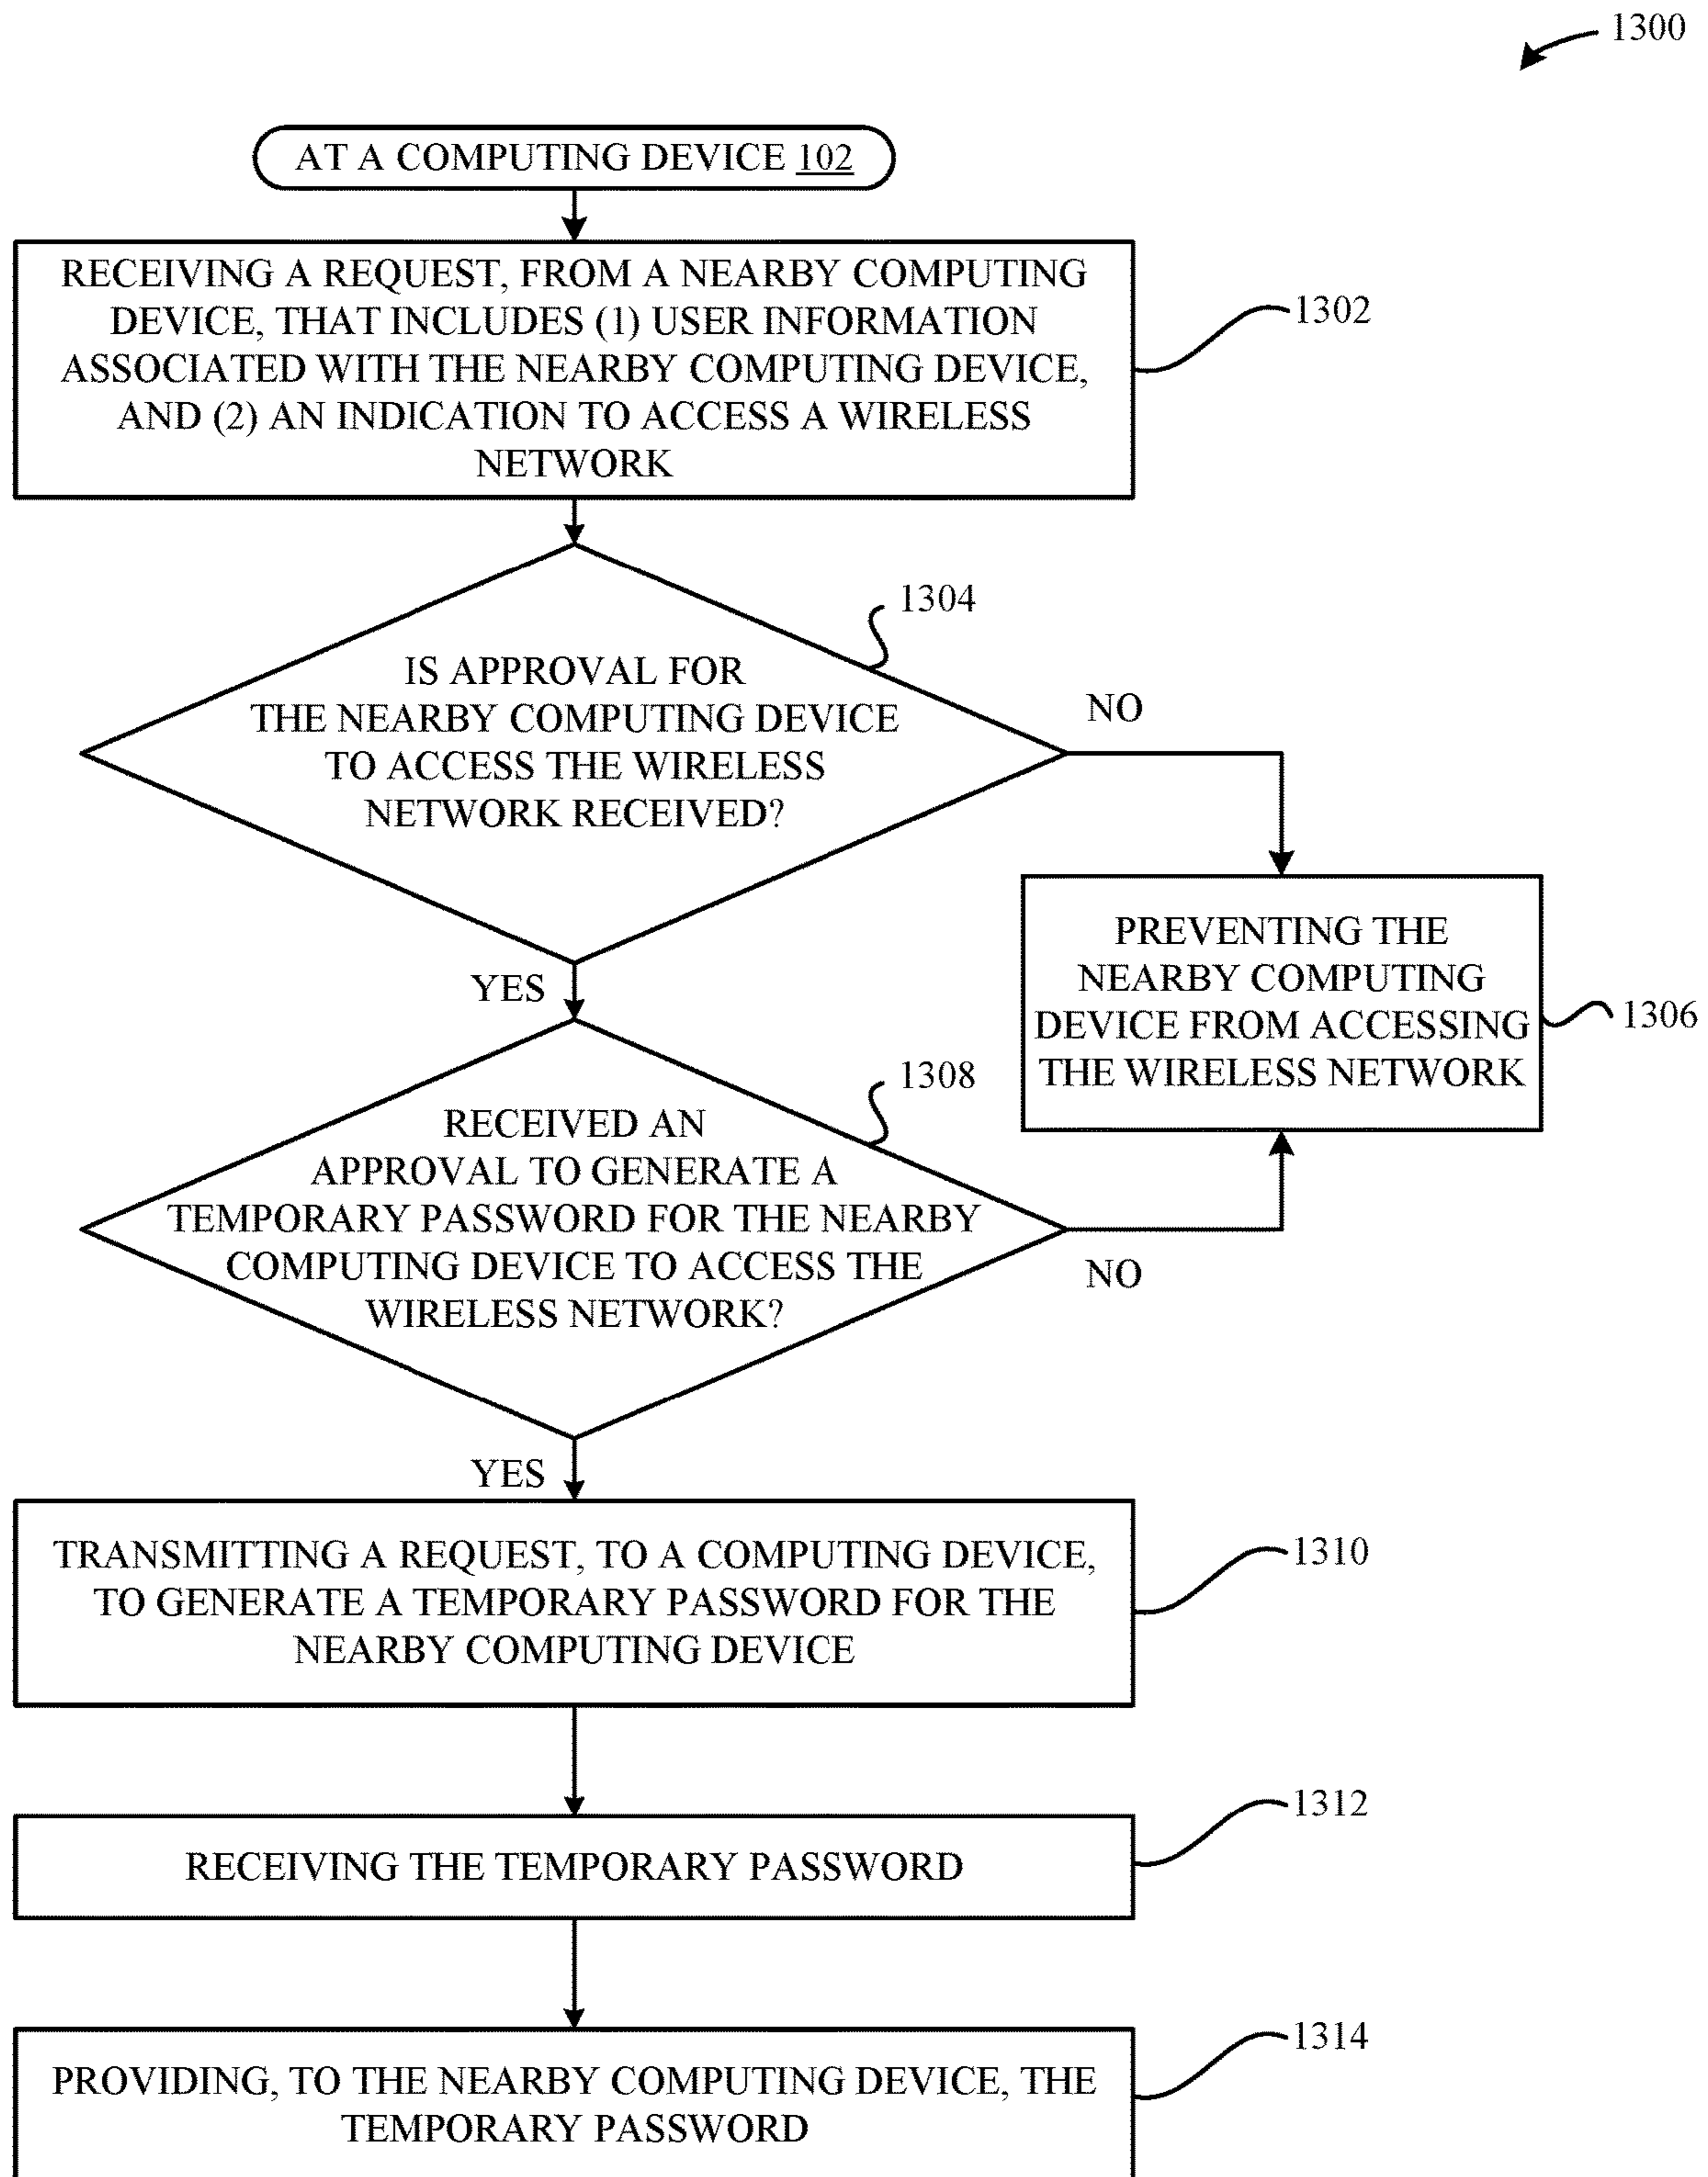 1300
AT A COMPUTING DEVICE 102
RECEIVING A REQUEST, FROM A NEARBY COMPUTING
DEVICE, THAT INCLUDES (1) USER INFORMATION
ASSOCIATED WITH THE NEARBY COMPUTING DEVICE,
AND (2) AN INDICATION TO ACCESS A WIRELESS
NETWORK
1302
1304
IS APPROVAL FOR
THE NEARBY COMPUTING DEVICE
TO ACCESS THE WIRELESS
NETWORK RECEIVED?
NO
YES
PREVENTING THE
NEARBY COMPUTING
DEVICE FROM ACCESSING
THE WIRELESS NETWORK
1306
1308
RECEIVED AN
APPROVAL TO GENERATE A
TEMPORARY PASSWORD FOR THE NEARBY
COMPUTING DEVICE TO ACCESS THE
WIRELESS NETWORK?
NO
YES
TRANSMITTING A REQUEST, TO A COMPUTING DEVICE,
TO GENERATE A TEMPORARY PASSWORD FOR THE
NEARBY COMPUTING DEVICE
1310
RECEIVING THE TEMPORARY PASSWORD
1312
PROVIDING, TO THE NEARBY COMPUTING DEVICE, THE
TEMPORARY PASSWORD
1314